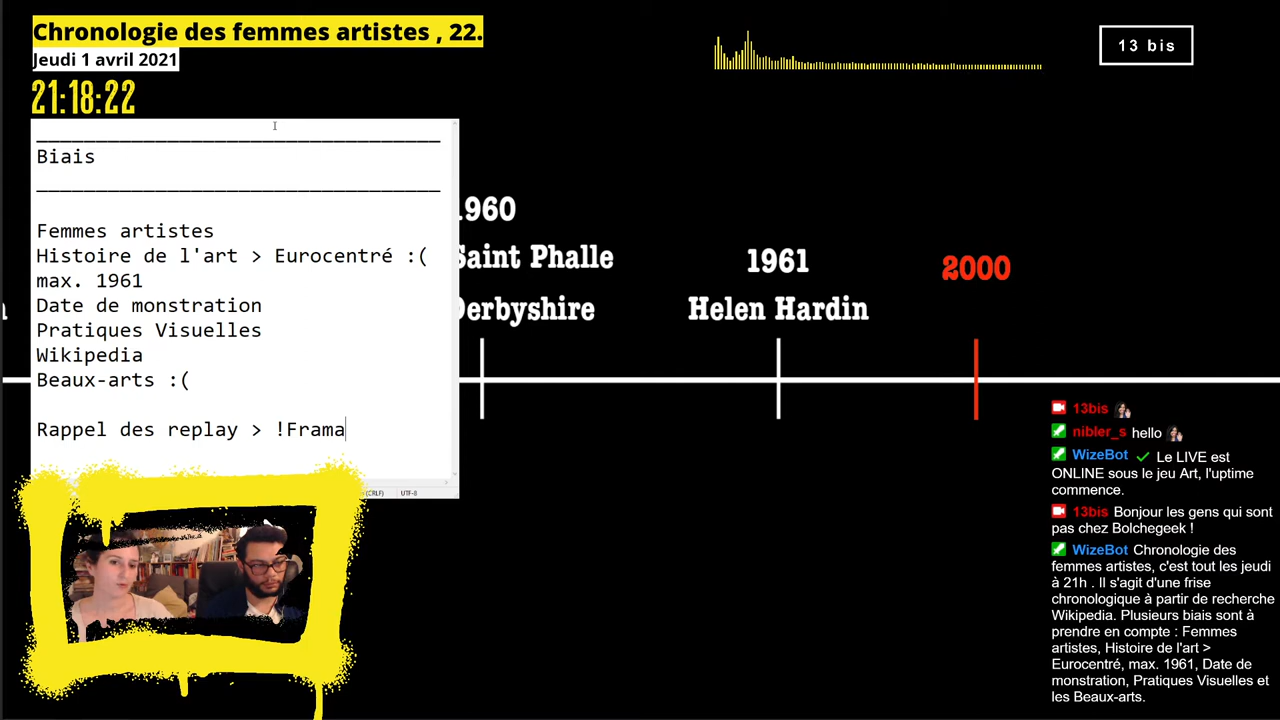 Chronologie des femmes artistes , 22.
Jeudi 1 avril 2021
21:18:22
13 bis
Biais
Femmes artistes
Histoire de l'art > Eurocentré :(
max. 1961
Date de monstration
Pratiques Visuelles
Wikipedia
Beaux-arts :(
Rappel des replay > !Frama
(CRLF) UTF-8
1960
Saint Phalle
Derbyshire
1961
Helen Hardin
2000
13bis
nibler_s hello
WizeBot Le LIVE est
ONLINE sous le jeu Art, l'uptime
commence.
13bis Bonjour les gens qui sont
pas chez Bolchegeek !
WizeBot Chronologie des
femmes artistes, c'est tout les jeudi
à 21h . Il s'agit d'une frise
chronologique à partir de recherche
Wikipedia. Plusieurs biais sont à
prendre en compte : Femmes
artistes, Histoire de l'art >
Eurocentré, max. 1961, Date de
monstration, Pratiques Visuelles et
les Beaux-arts.